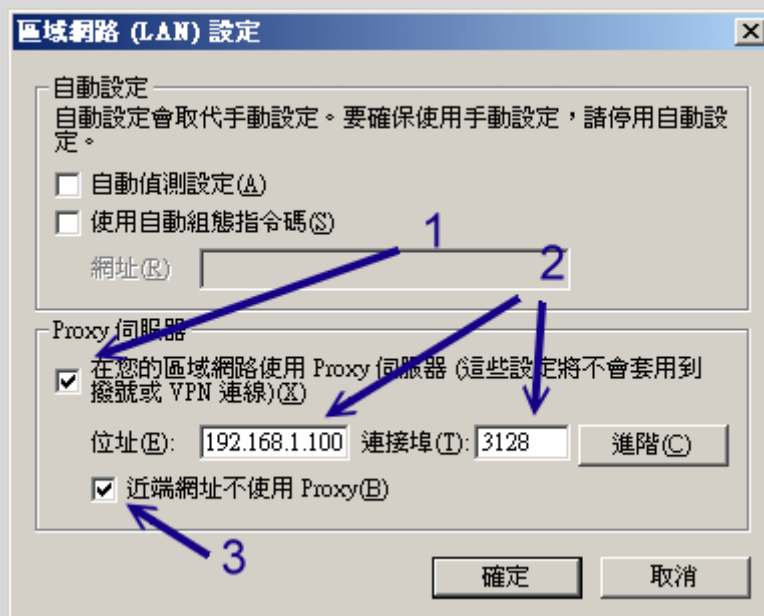 區域網路 (LAN) 設定
自動設定
自動設定會取代手動設定。要確保使用手動設定，請停用自動設
定。
自動偵測設定(A)
使用自動組態指令碼(S)
1
網址(R)
2
Proxy 伺服器
在您的區域網路使用 Proxy 伺服器 (這些設定將不會套用到
撥號或 VPN 連線)(X)
位址(E): 192.168.1.100 連接埠(T): 3128 進階(C)
近端網址不使用 Proxy(B)
3
確定 取消